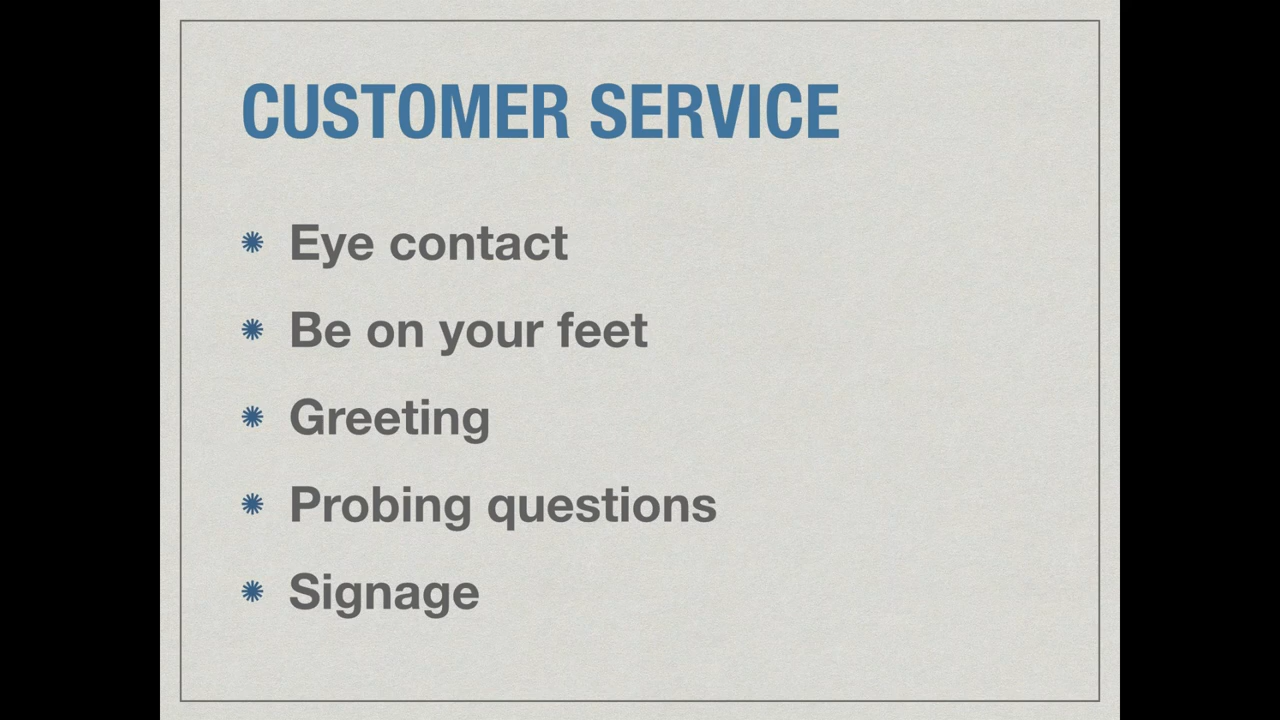 CUSTOMER SERVICE
Eye contact
Be on your feet
Greeting
Probing questions
Signage